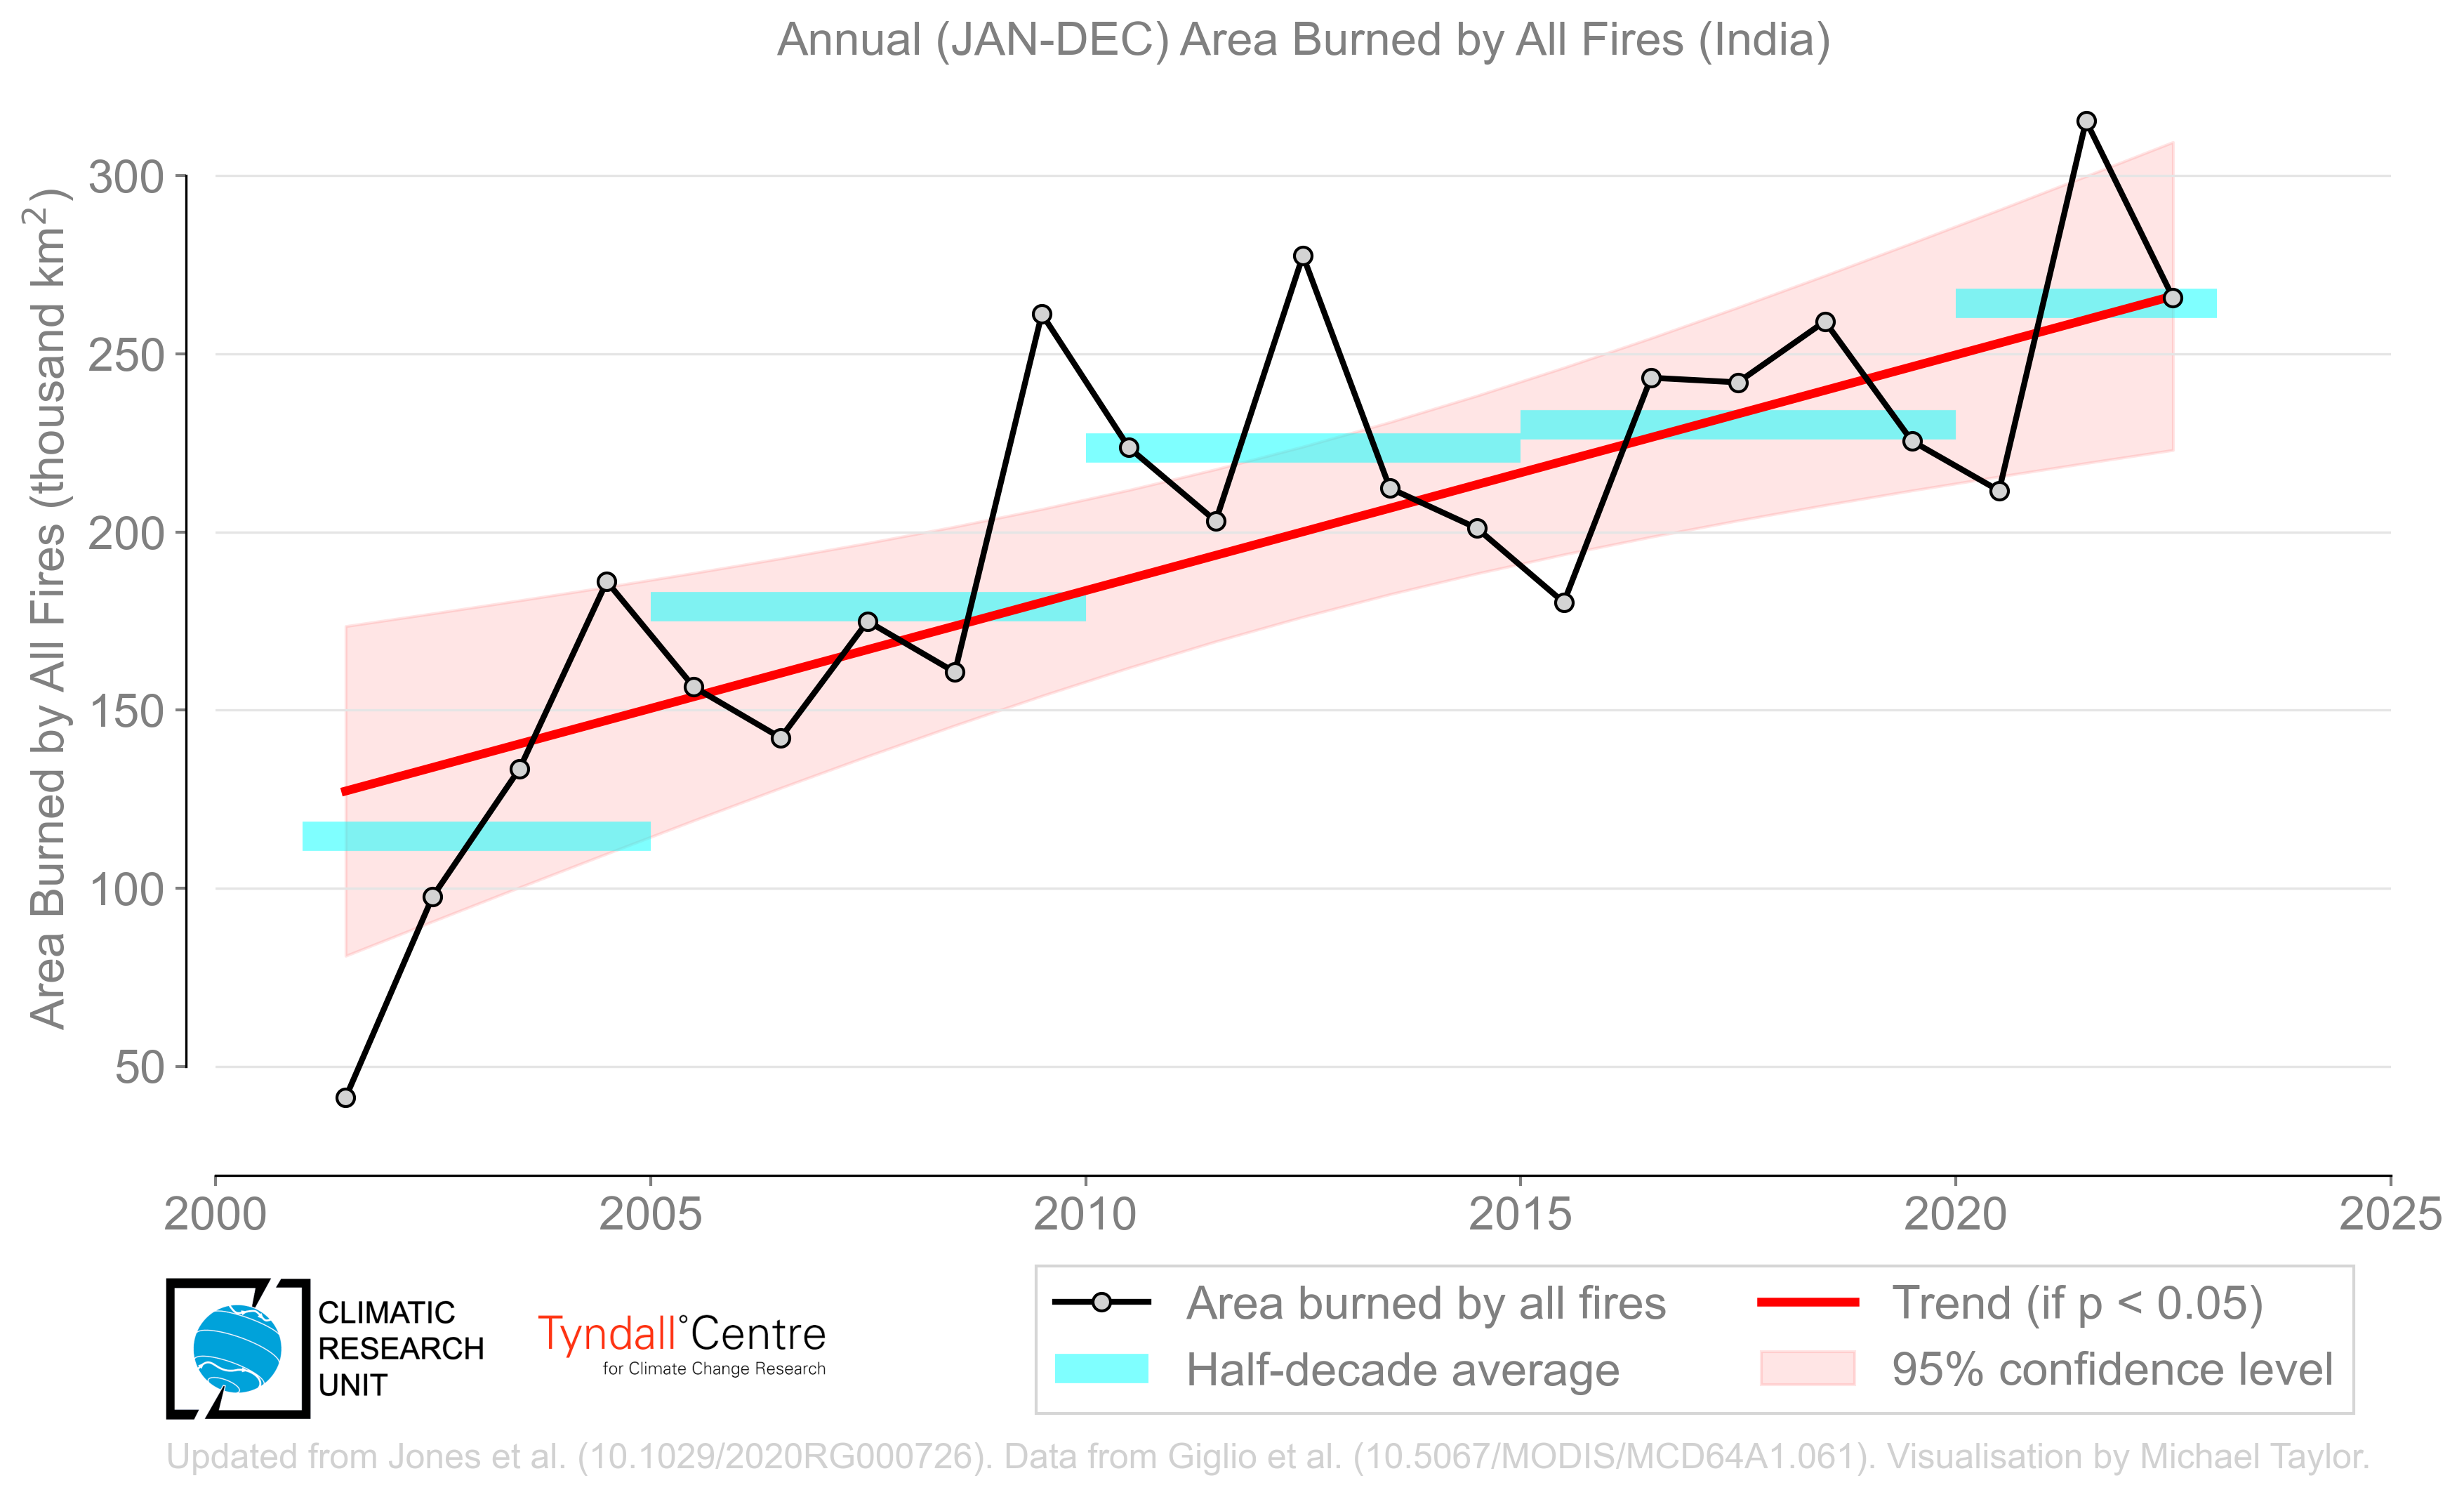 Annual (JAN-DEC) Area Burned by All Fires (India)
Area Burned by All Fires (thousand km²)
300
250
200
150
100
50
2000 2005 2010 2015 2020 2025
CLIMATIC
RESEARCH
UNIT
Tyndall°Centre
for Climate Change Research
Area burned by all fires
Half-decade average
Trend (if p < 0.05)
95% confidence level
Updated from Jones et al. (10.1029/2020RG000726). Data from Giglio et al. (10.5067/MODIS/MCD64A1.061). Visualisation by Michael Taylor.